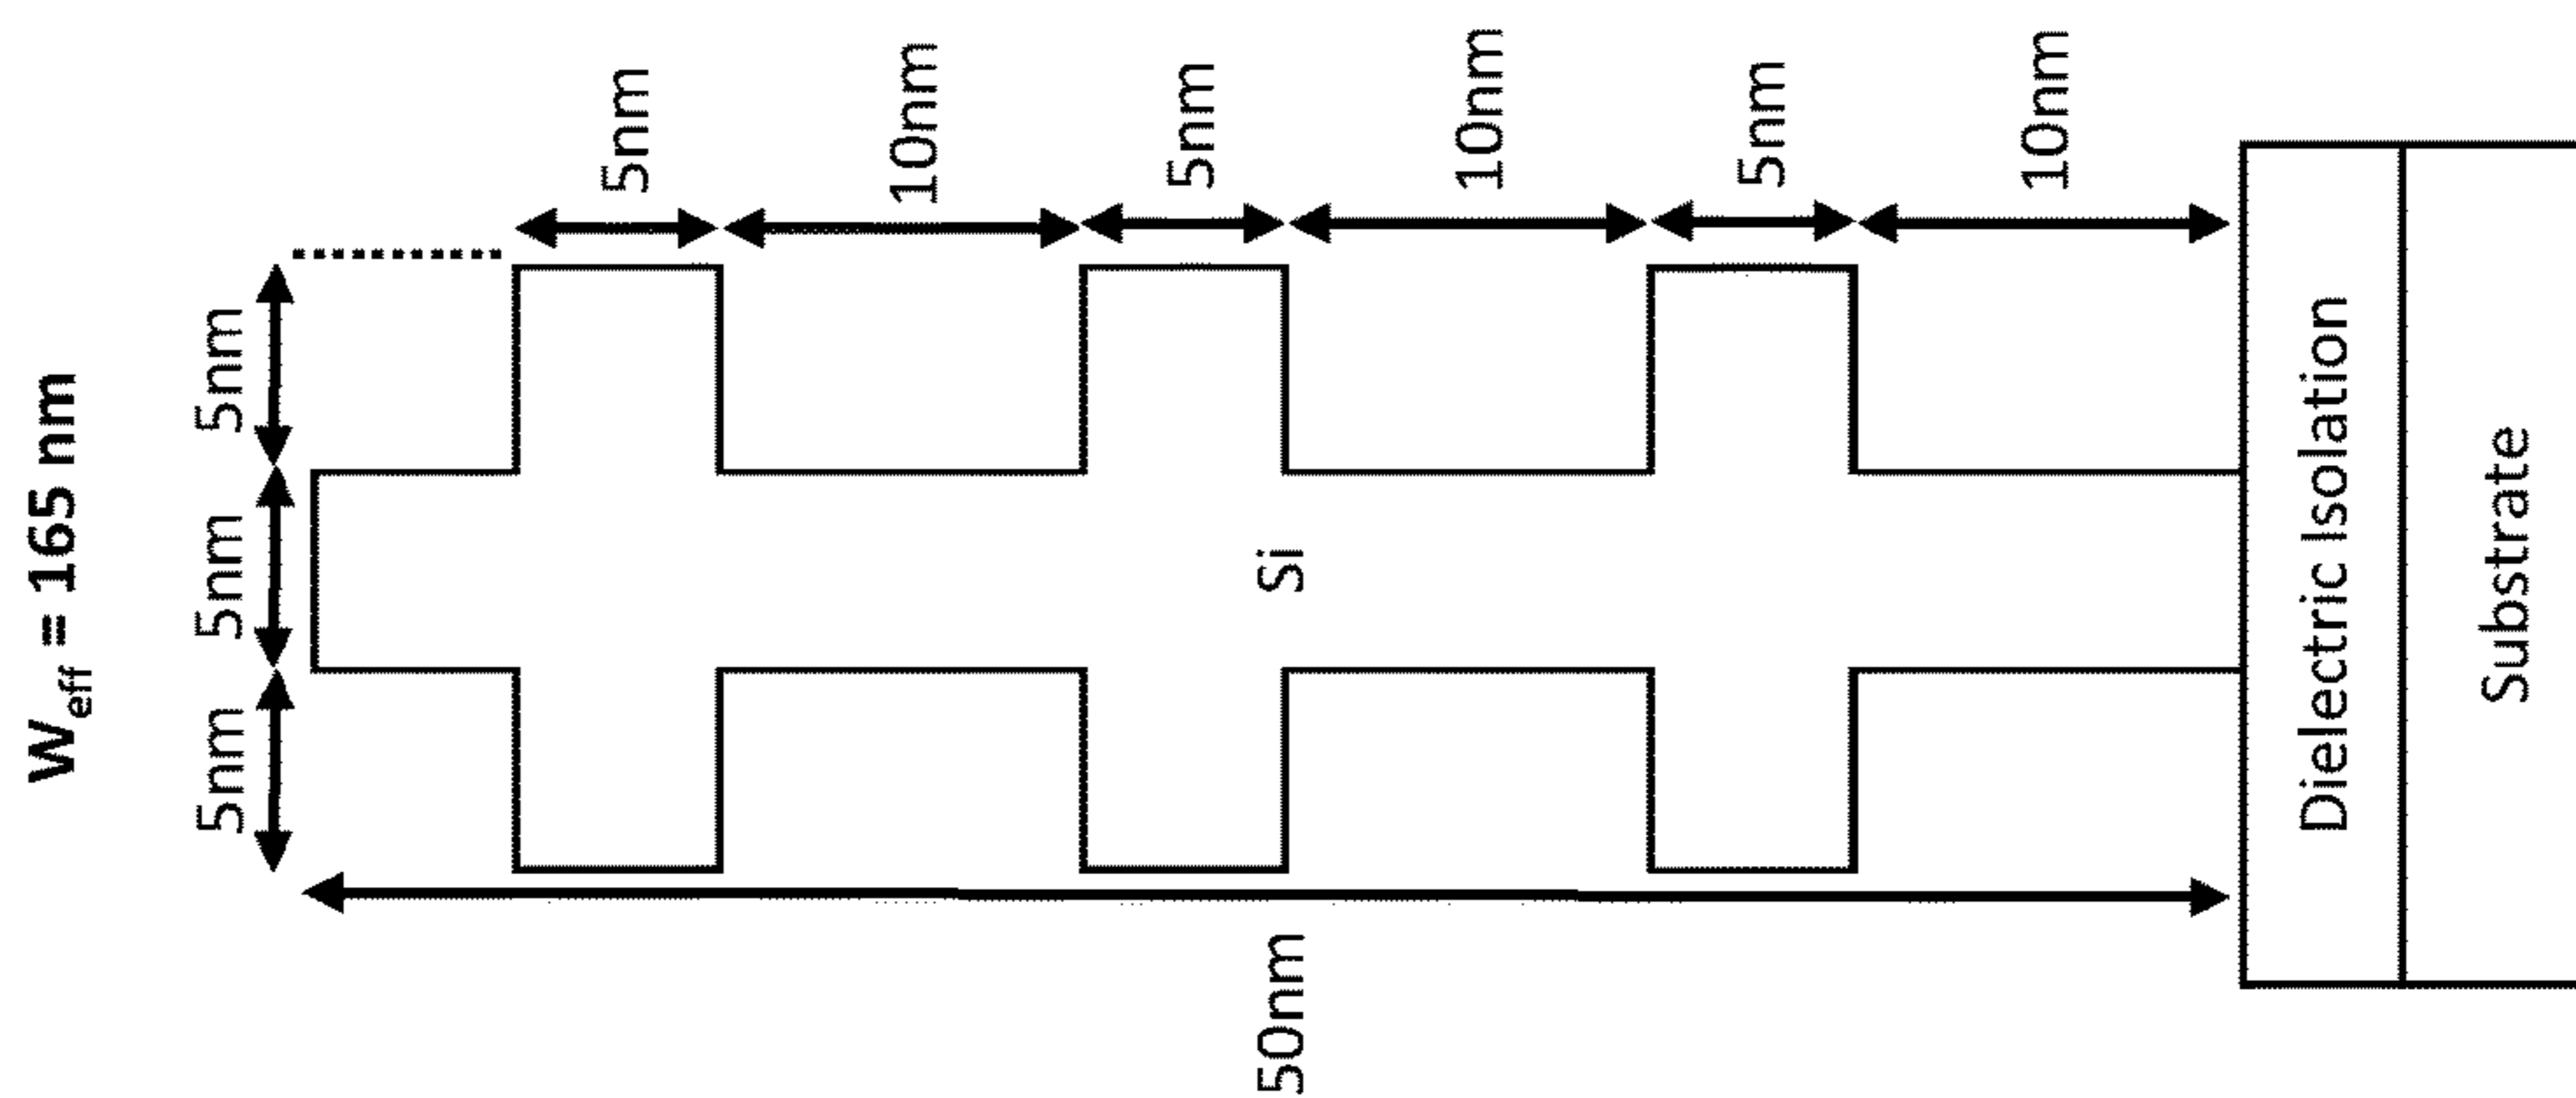 W_eff = 165 nm
5nm
5nm
5nm
5nm
10nm
5nm
10nm
5nm
10nm
50nm
Si
Dielectric Isolation
Substrate